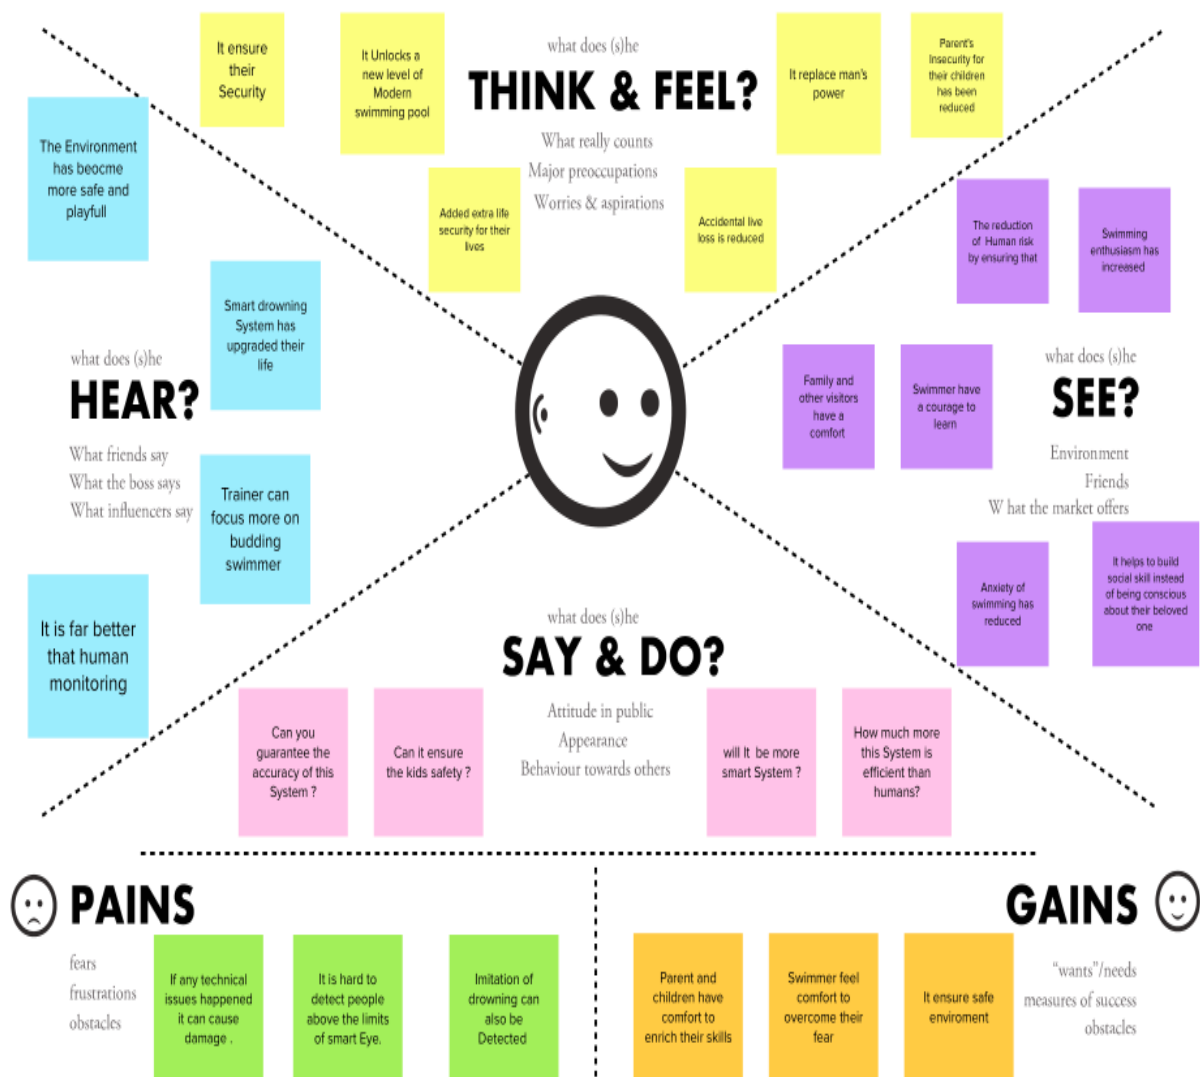 what does (s)he
THINK & FEEL?
What really counts
Major preoccupations
Worries & aspirations
It ensure
their
Security
It Unlocks a
new level of
Modern
swimming pool
It replace man's
power
Parent's
Insecurity for
their children
has been
reduced
Added extra life
security for their
lives
Accidental live
loss is reduced
The Environment
has beocme
more safe and
playfull
Smart drowning
System has
upgraded their
life
what does (s)he
HEAR?
What friends say
What the boss says
What influencers say
Trainer can
focus more on
budding
swimmer
It is far better
that human
monitoring
The reduction
of Human risk
by ensuring that
Swimming
enthusiasm has
increased
Family and
other visitors
have a
comfort
Swimmer have
a courage to
learn
what does (s)he
SEE?
Environment
Friends
W hat the market offers
Anxiety of
swimming has
reduced
It helps to build
social skill instead
of being conscious
about their beloved
one
what does (s)he
SAY & DO?
Attitude in public
Appearance
Behaviour towards others
Can you
guarantee the
accuracy of this
System ?
Can it ensure
the kids safety ?
will It be more
smart System ?
How much more
this System is
efficient than
humans?
PAINS
fears
frustrations
obstacles
If any technical
issues happened
it can cause
damage .
It is hard to
detect people
above the limits
of smart Eye.
Imitation of
drowning can
also be
Detected
GAINS
"wants"/needs
measures of success
obstacles
Parent and
children have
comfort to
enrich their skills
Swimmer feel
comfort to
overcome their
fear
It ensure safe
enviroment